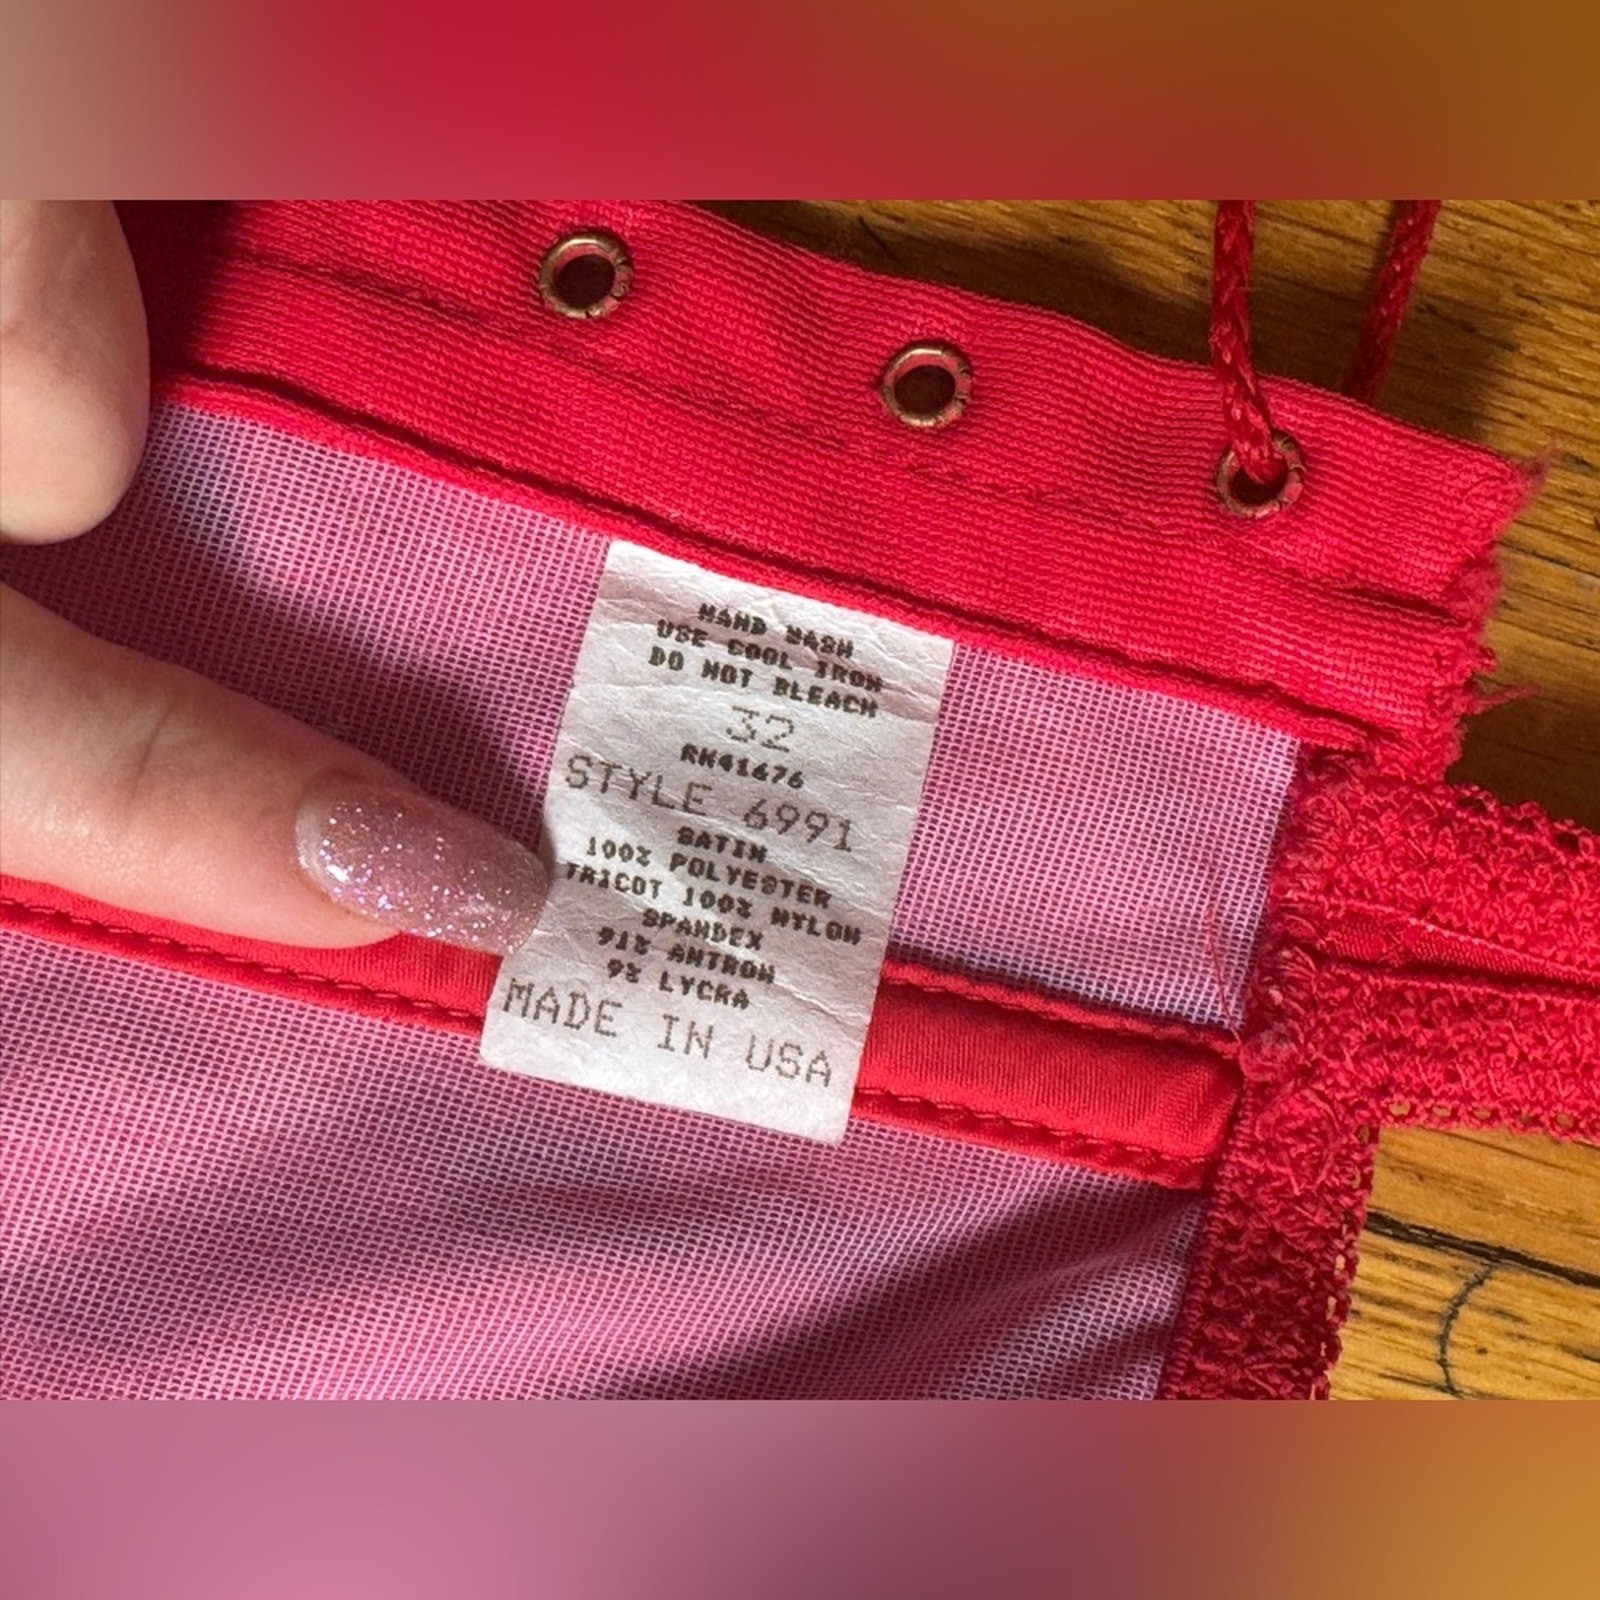 HAND WASH
USE COOL IRON
DO NOT BLEACH
32
RN41676
STYLE 6991
SATIN
100% POLYESTER
TRICOT 100% NYLON
SPANDEX
91% ANTRON
9% LYCRA
MADE IN USA